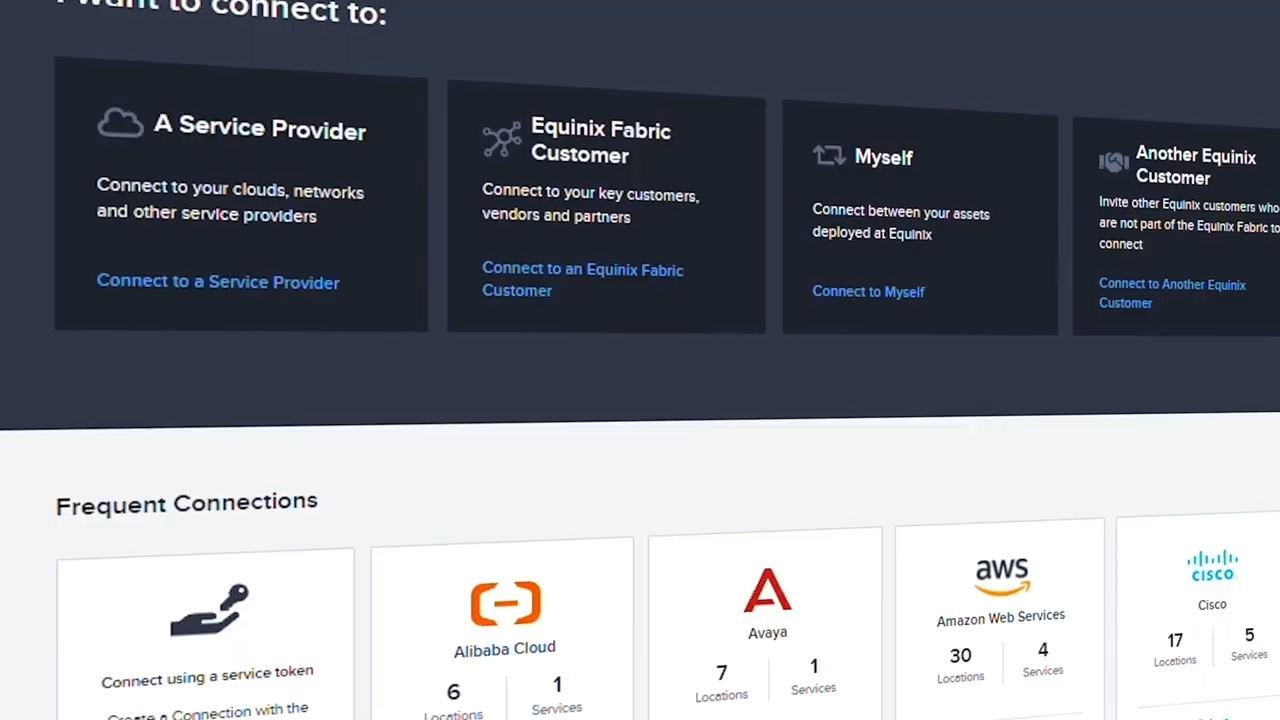 I want to connect to:
A Service Provider
Connect to your clouds, networks
and other service providers
Connect to a Service Provider
Equinix Fabric
Customer
Connect to your key customers,
vendors and partners
Connect to an Equinix Fabric
Customer
Myself
Connect between your assets
deployed at Equinix
Connect to Myself
Another Equinix
Customer
Invite other Equinix customers who
are not part of the Equinix Fabric to
connect
Connect to Another Equinix
Customer
Frequent Connections
Connect using a service token
Create a Connection with the
Alibaba Cloud
6
Locations
1
Services
Avaya
7
Locations
1
Services
aws
Amazon Web Services
30
Locations
4
Services
CISCO
Cisco
17
Locations
5
Services